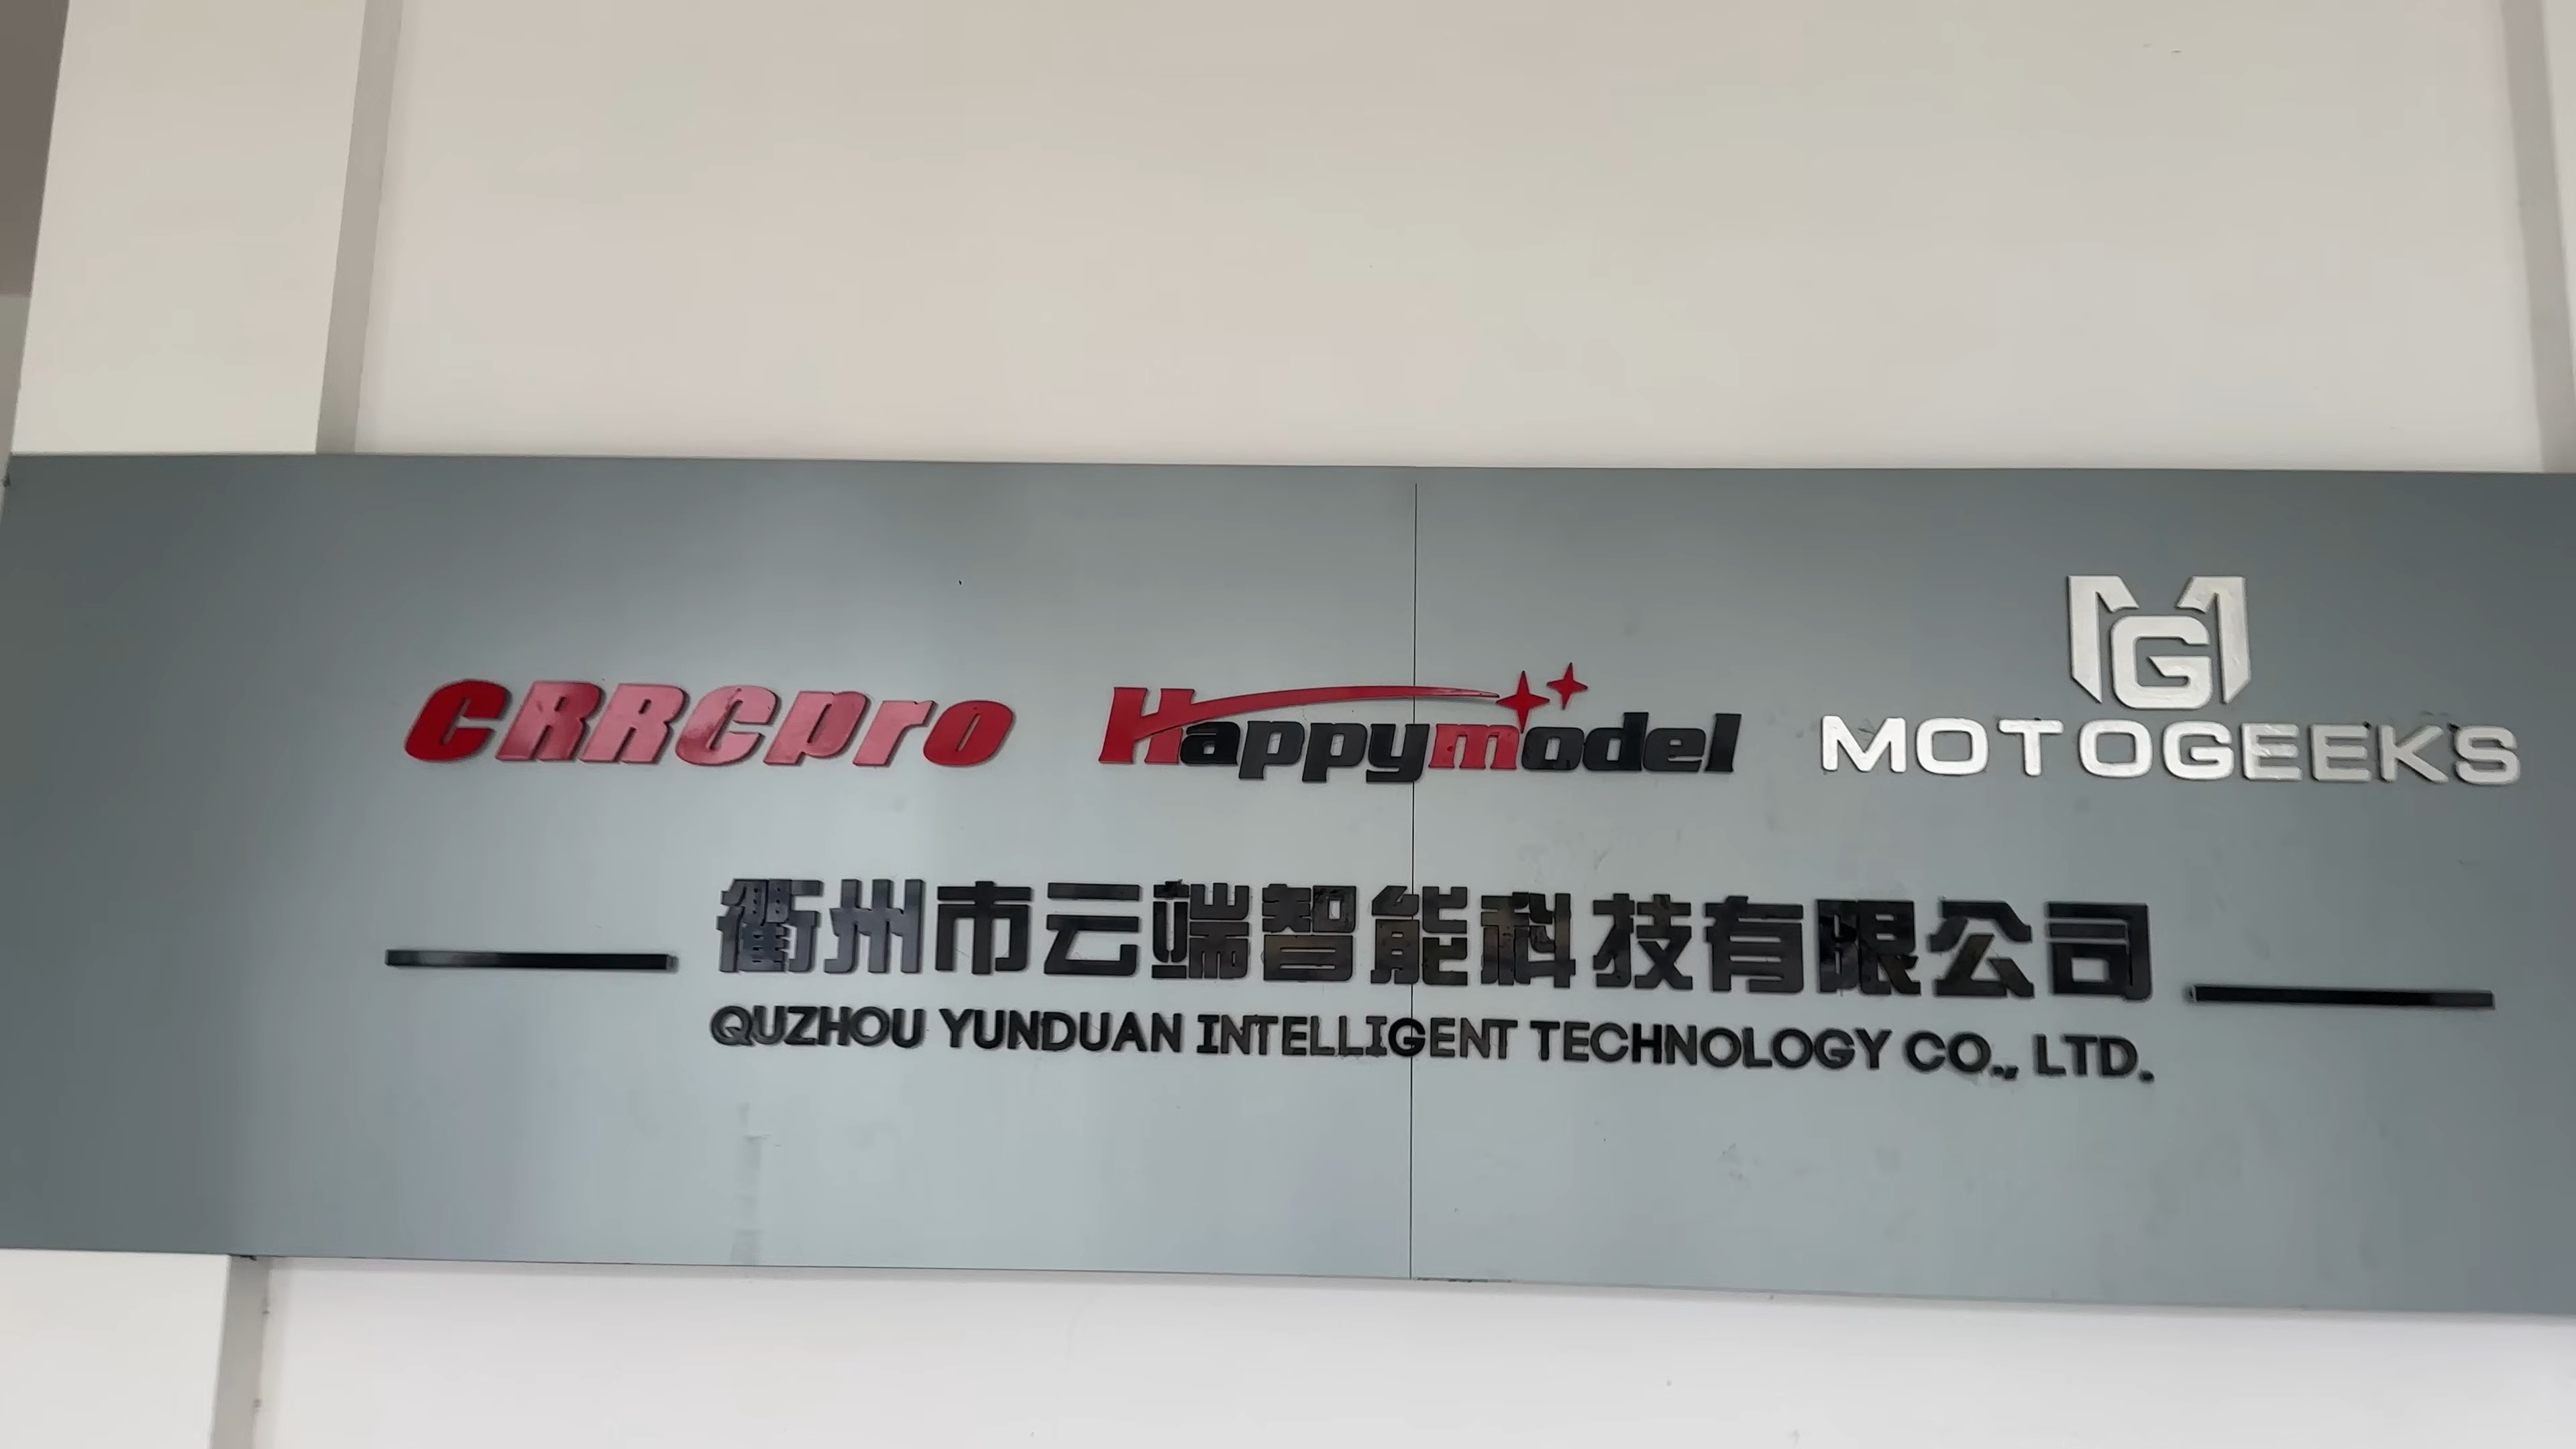 CRRCpro Happymodel MG MOTOGEEKS
衢州市云端智能科技有限公司
QUZHOU YUNDUAN INTELLIGENT TECHNOLOGY CO., LTD.